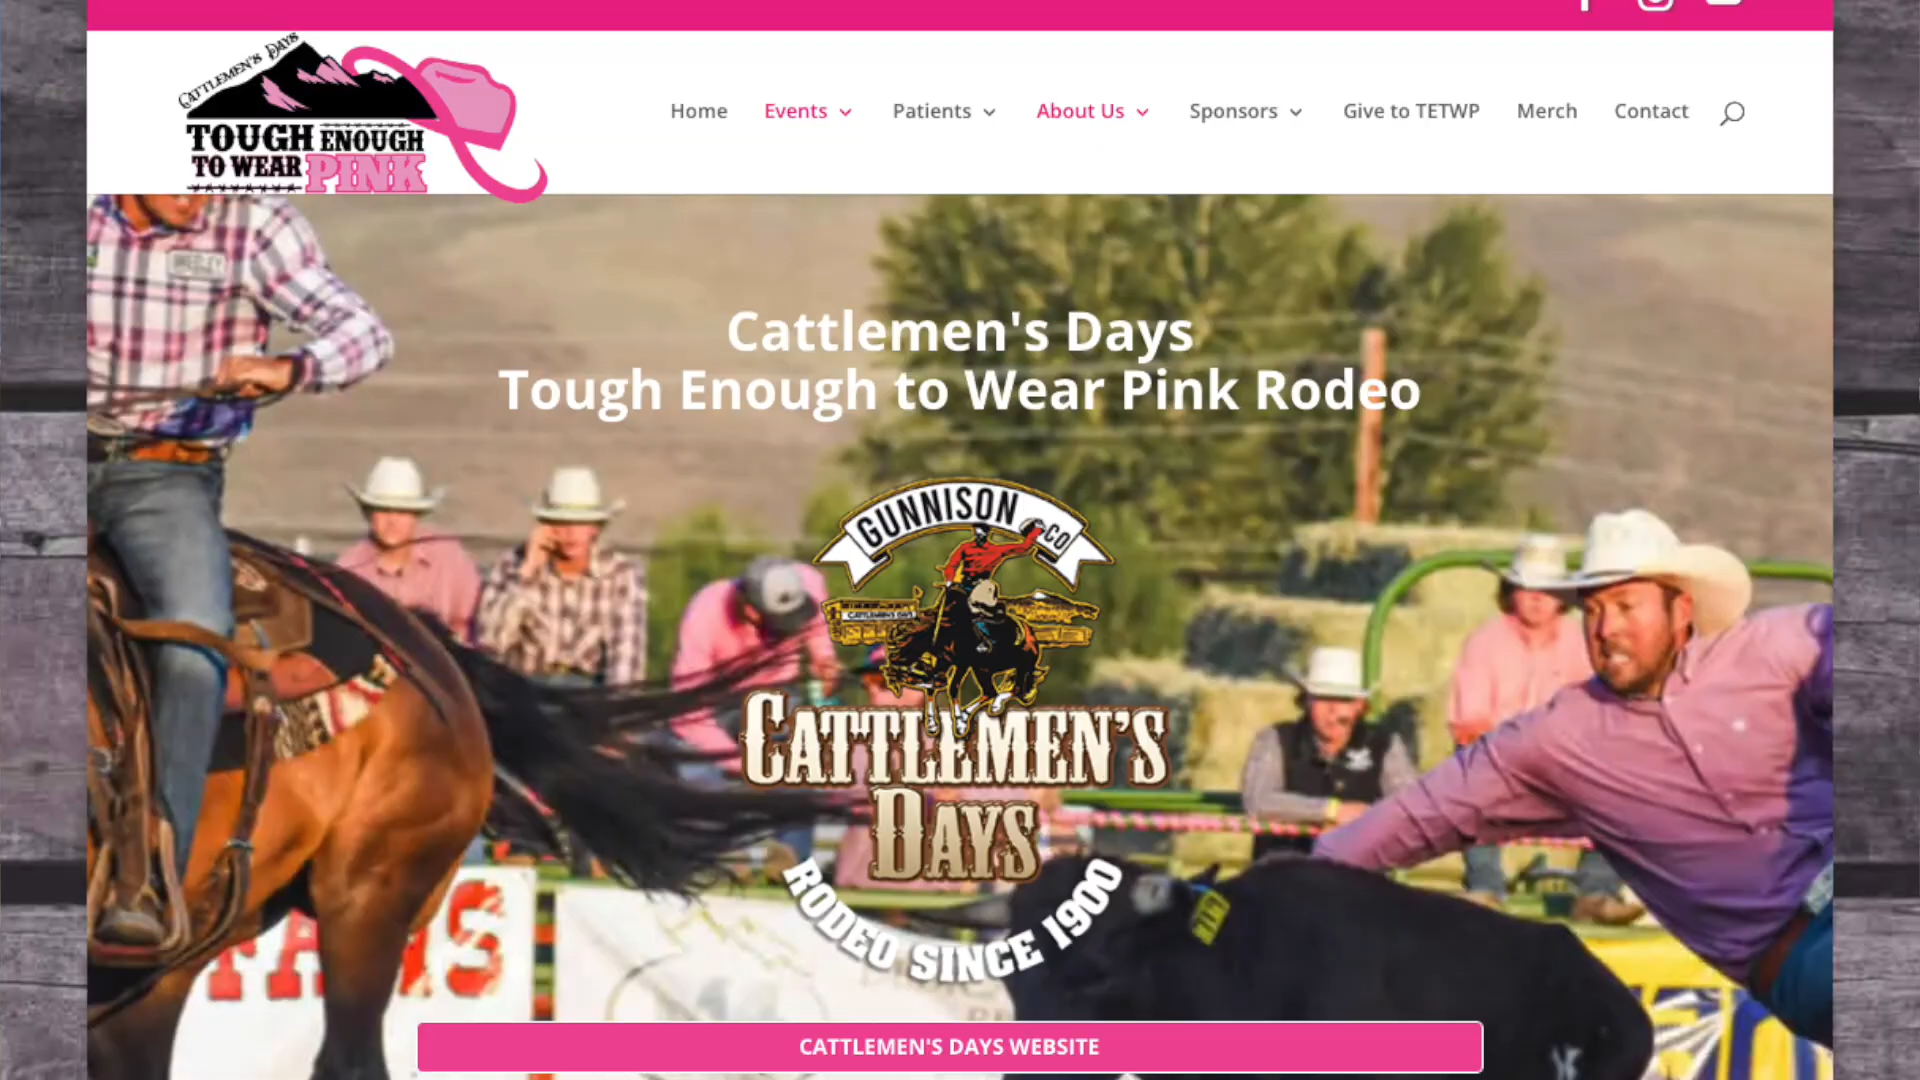 CATTLEMEN'S DAYS
TOUGH ENOUGH
TO WEAR PINK
Home
Events
Patients
About Us
Sponsors
Give to TETWP
Merch
Contact
Cattlemen's Days
Tough Enough to Wear Pink Rodeo
GUNNISON CO
CATTLEMEN'S
DAYS
RODEO SINCE 1900
CATTLEMEN'S DAYS WEBSITE